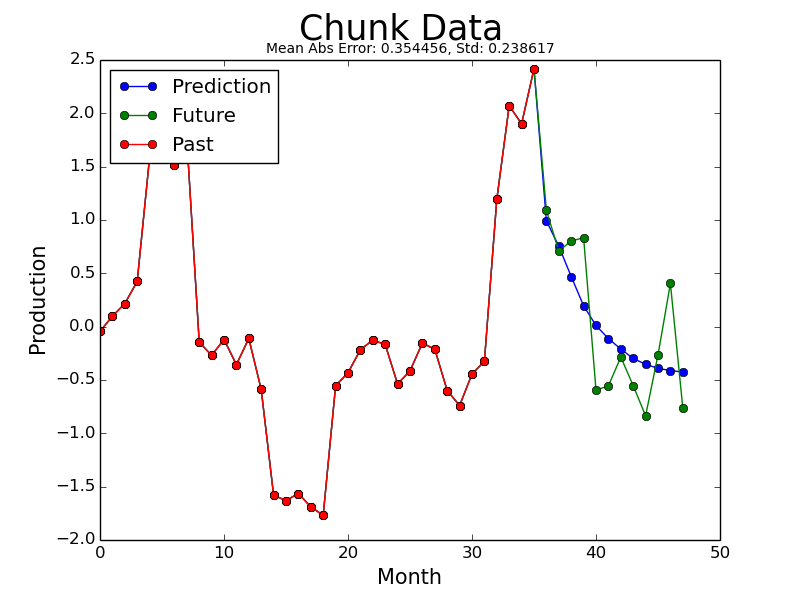 Chunk Data
Mean Abs Error: 0.354456, Std: 0.238617
Prediction
Future
Past
2.5
2.0
1.5
1.0
0.5
0.0
−0.5
−1.0
−1.5
−2.0
Production
0 10 20 30 40 50
Month